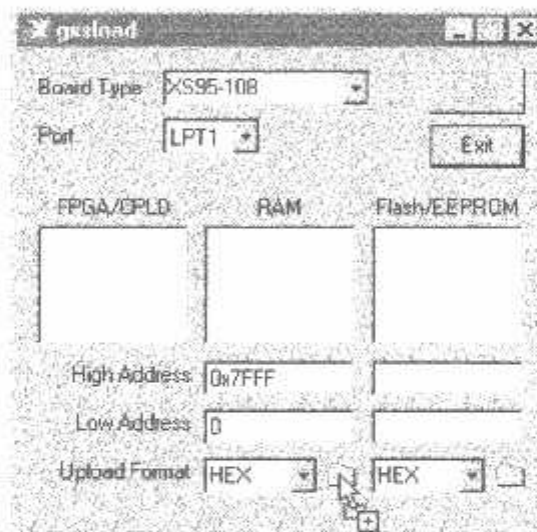 gxsload
Board Type XS95-108
Port LPT1
Exit
FPGA/CPLD RAM Flash/EEPROM
High Address 0x7FFF
Low Address 0
Upload Format HEX HEX